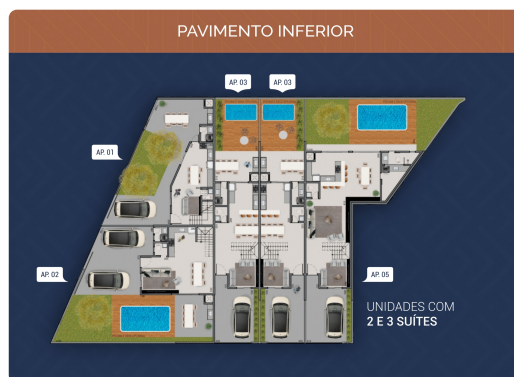 PAVIMENTO INFERIOR
AP. 03
AP. 03
AP. 01
AP. 02
AP. 05
UNIDADES COM
2 E 3 SUÍTES